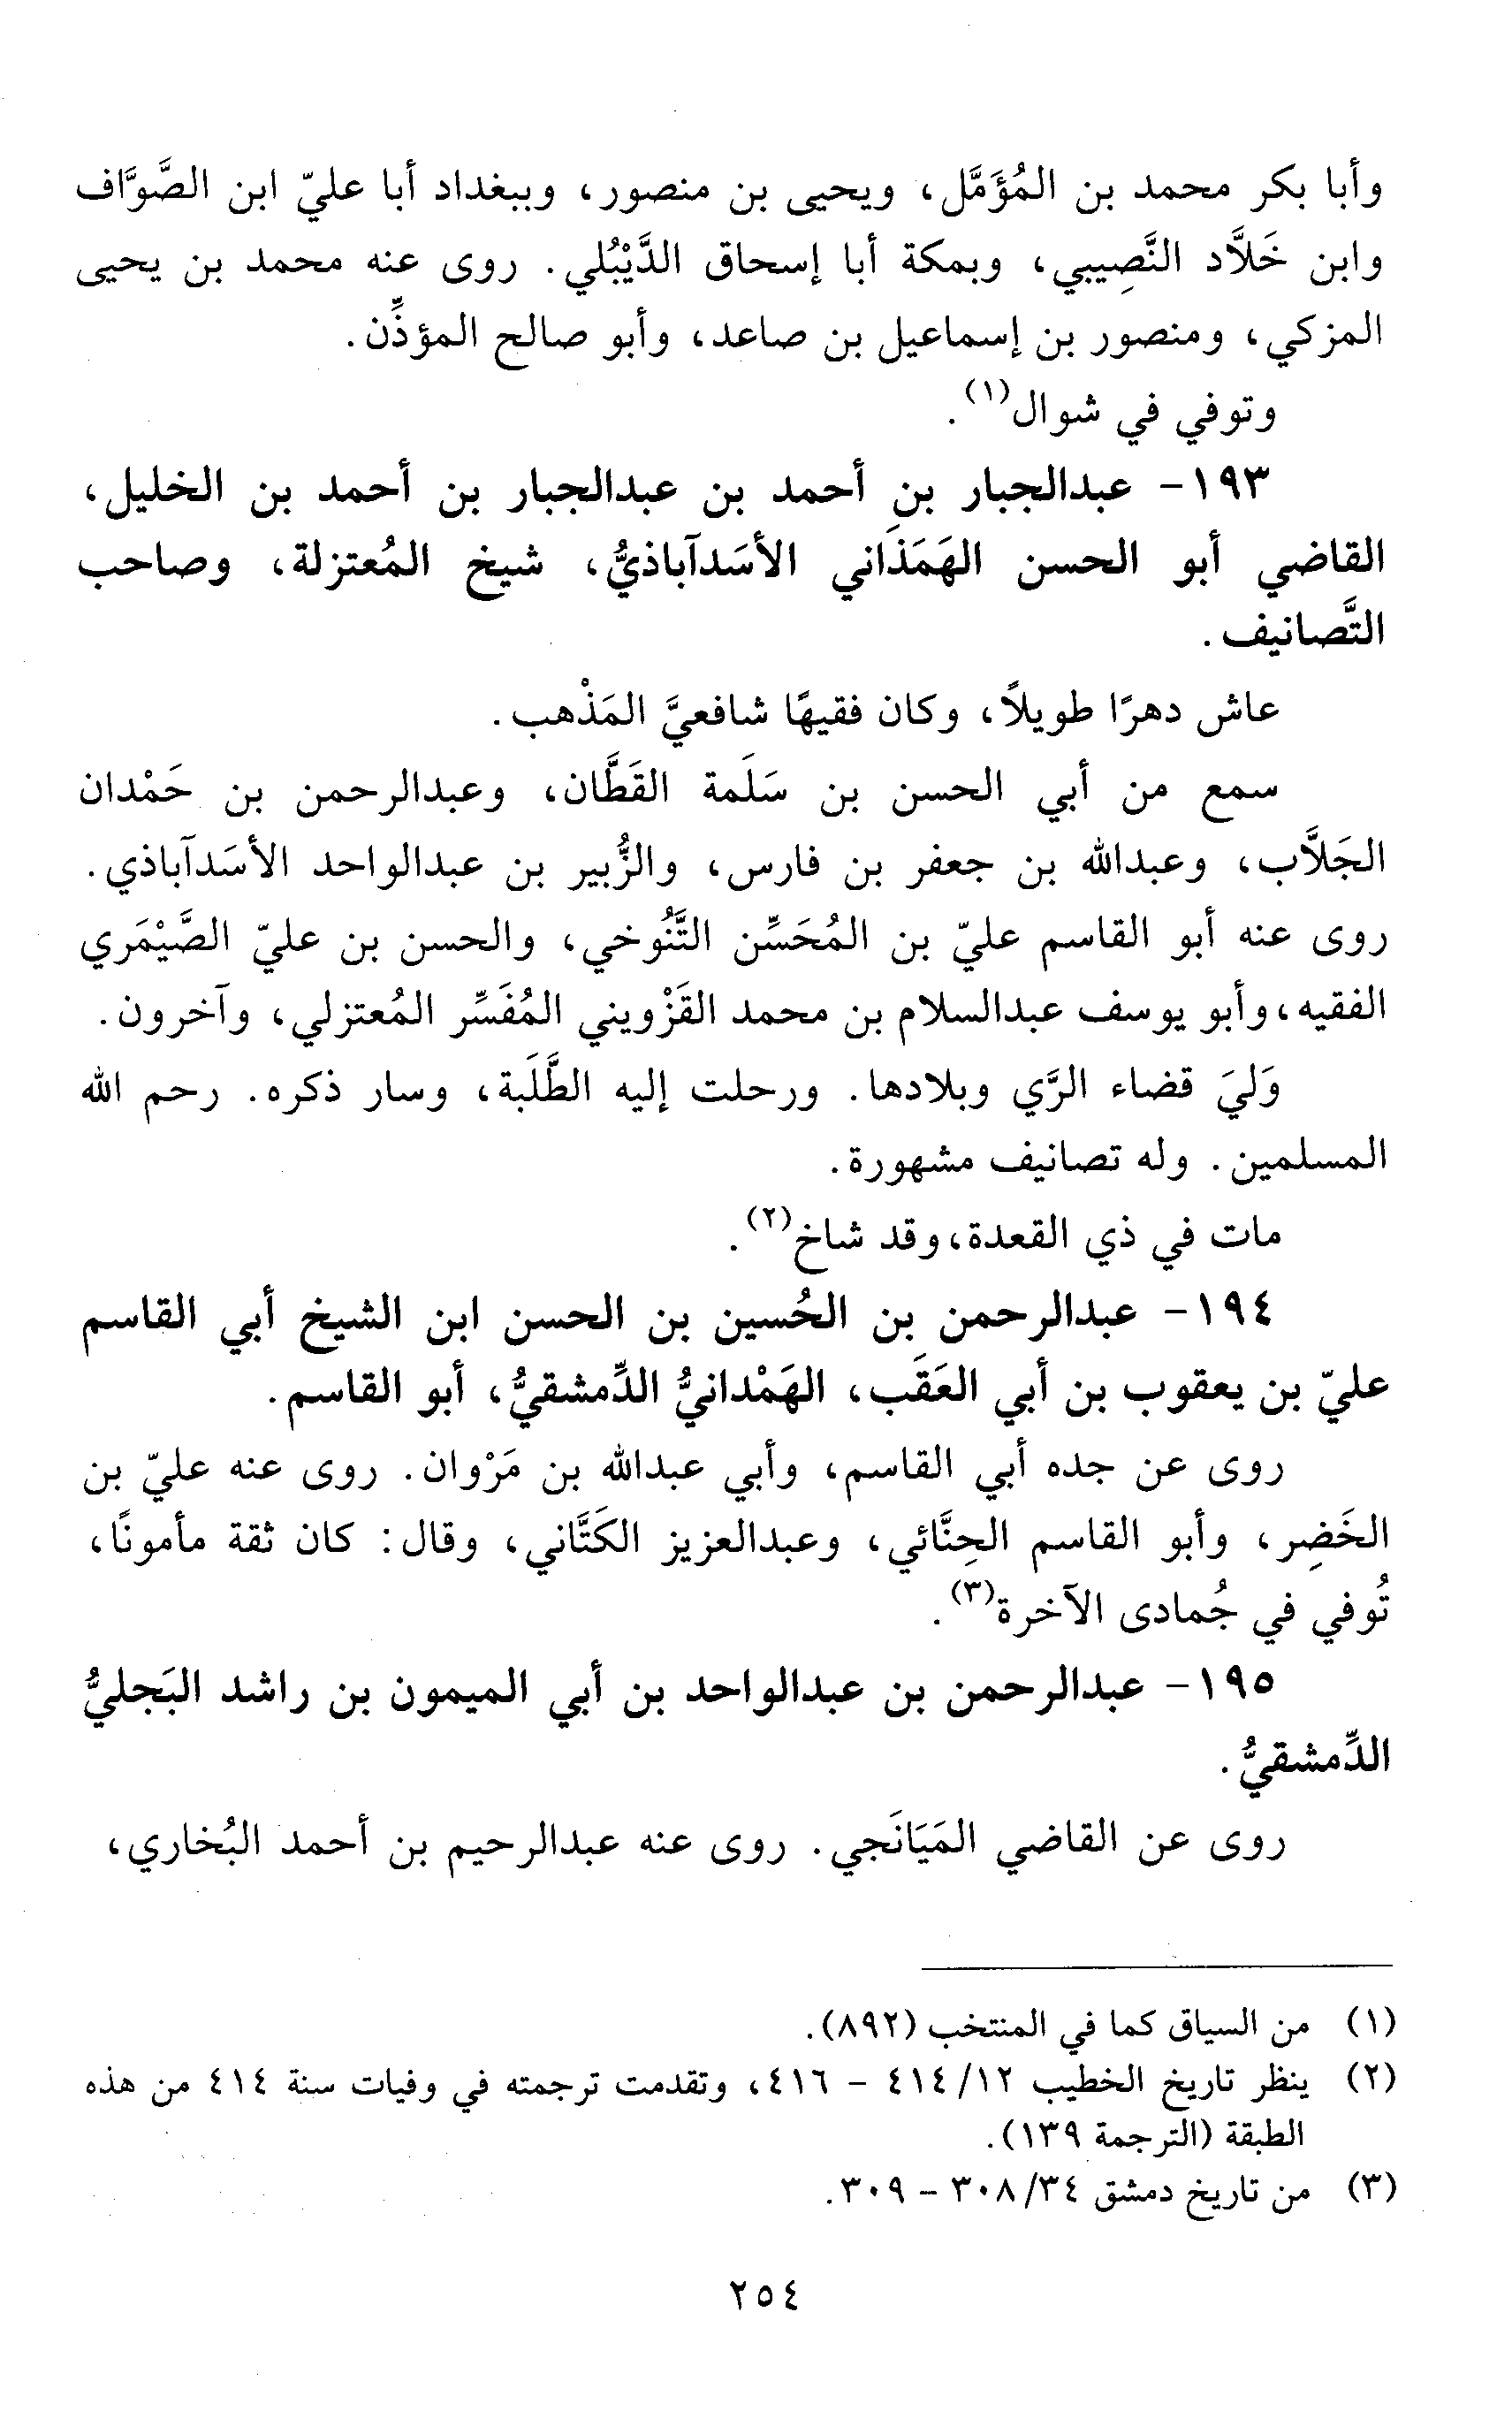 وأبا بكر محمد بن المُؤَمَّل، ويحيى بن منصور، وببغداد أبا عليّ ابن الصَّوَّاف
وابن خَلاَّد النَّصِيبي، وبمكة أبا إسحاق الدَّيْبُلي. روى عنه محمد بن يحيى
المزكي، ومنصور بن إسماعيل بن صاعد، وأبو صالح المؤذِّن.
وتوفي في شوال(١).
١٩٣- عبدالجبار بن أحمد بن عبدالجبار بن أحمد بن الخليل،
القاضي أبو الحسن الهَمَذَاني الأسَدآباذيُّ، شيخ المُعتزلة، وصاحب
التَّصانيف.
عاش دهرًا طويلاً، وكان فقيهًا شافعيَّ المَذْهب.
سمع من أبي الحسن بن سَلَمة القَطَّان، وعبدالرحمن بن حَمْدان
الجَلاَّب، وعبدالله بن جعفر بن فارس، والزُّبير بن عبدالواحد الأسَدآباذي.
روى عنه أبو القاسم عليّ بن المُحَسِّن التَّنُوخي، والحسن بن عليّ الصَّيْمَري
الفقيه، وأبو يوسف عبدالسلام بن محمد القَزْويني المُفَسِّر المُعتزلي، وآخرون.
وَليَ قضاء الرَّي وبلادها. ورحلت إليه الطَّلَبة، وسار ذكره. رحم الله
المسلمين. وله تصانيف مشهورة.
مات في ذي القعدة، وقد شاخ(٢).
١٩٤- عبدالرحمن بن الحُسين بن الحسن ابن الشيخ أبي القاسم
عليّ بن يعقوب بن أبي العَقَب، الهَمْدانيُّ الدِّمشقيُّ، أبو القاسم.
روى عن جده أبي القاسم، وأبي عبدالله بن مَرْوان. روى عنه عليّ بن
الخَضِر، وأبو القاسم الحِنَّائي، وعبدالعزيز الكَتَّاني، وقال: كان ثقة مأمونًا،
تُوفي في جُمادى الآخرة(٣).
١٩٥- عبدالرحمن بن عبدالواحد بن أبي الميمون بن راشد البَجليُّ
الدِّمشقيُّ.
روى عن القاضي المَيَانَجي. روى عنه عبدالرحيم بن أحمد البُخاري،
(١) من السياق كما في المنتخب (٨٩٢).
(٢) ينظر تاريخ الخطيب ١٢/ ٤١٤ - ٤١٦، وتقدمت ترجمته في وفيات سنة ٤١٤ من هذه
الطبقة (الترجمة ١٣٩).
(٣) من تاريخ دمشق ٣٤/ ٣٠٨ - ٣٠٩.
٢٥٤